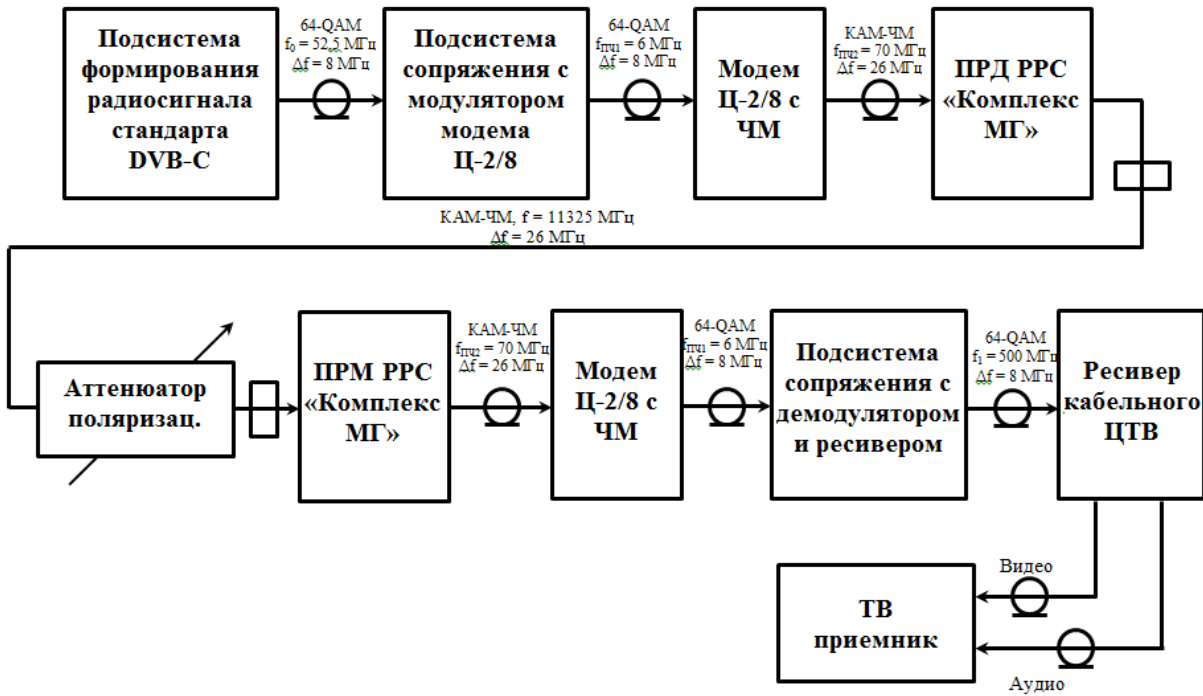 Подсистема
формирования
радиосигнала
стандарта
DVB-C
64-QAM
f₀ = 52,5 МГц
Δf = 8 МГц
Подсистема
сопряжения с
модулятором
модема
Ц-2/8
64-QAM
fПЧ1 = 6 МГц
Δf = 8 МГц
Модем
Ц-2/8 с
ЧМ
КАМ-ЧМ
fПЧ2 = 70 МГц
Δf = 26 МГц
ПРД РРС
«Комплекс
МГ»
КАМ-ЧМ, f = 11325 МГц
Δf = 26 МГц
Аттенюатор
поляризац.
ПРМ РРС
«Комплекс
МГ»
КАМ-ЧМ
fПЧ2 = 70 МГц
Δf = 26 МГц
Модем
Ц-2/8 с
ЧМ
64-QAM
fПЧ1 = 6 МГц
Δf = 8 МГц
Подсистема
сопряжения с
демодулятором
и ресивером
64-QAM
f₁ = 500 МГц
Δf = 8 МГц
Ресивер
кабельного
ЦТВ
Видео
ТВ
приемник
Аудио